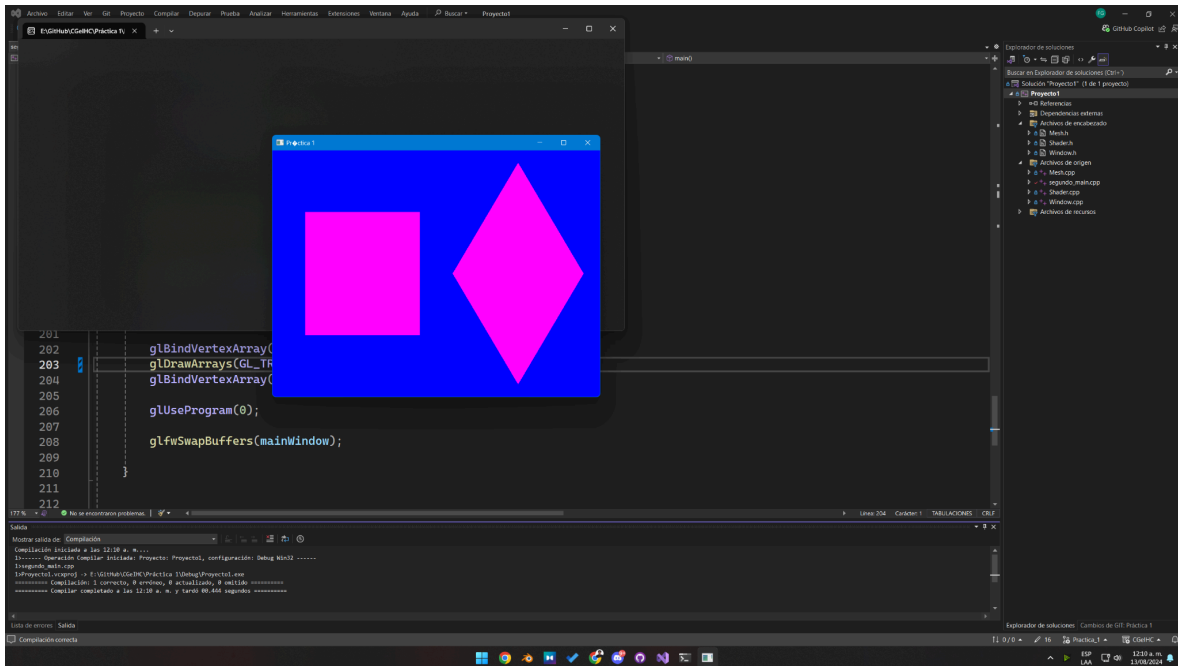 Archivo Editar Ver Git Proyecto Compilar Depurar Prueba Analizar Herramientas Extensiones Ventana Ayuda Buscar Proyecto1
GitHub Copilot
E:\GitHub\CGeIHC\Práctica 1\
main()
Explorador de soluciones
Buscar en Explorador de soluciones (Ctrl+´)
Solución "Proyecto1" (1 de 1 proyecto)
Proyecto1
Referencias
Dependencias externas
Archivos de encabezado
Mesh.h
Shader.h
Window.h
Archivos de origen
Mesh.cpp
segundo_main.cpp
Shader.cpp
Window.cpp
Archivos de recursos
Pr�ctica 1
201
202 glBindVertexArray(
203 glDrawArrays(GL_TR
204 glBindVertexArray(
205
206 glUseProgram(0);
207
208 glfwSwapBuffers(mainWindow);
209
210 }
211
212
177 % No se encontraron problemas. Línea: 204 Carácter: 1 TABULACIONES CRLF
Salida
Mostrar salida de: Compilación
Compilación iniciada a las 12:10 a. m....
1>------ Operación Compilar iniciada: Proyecto: Proyecto1, configuración: Debug Win32 ------
1>segundo_main.cpp
1>Proyecto1.vcxproj -> E:\GitHub\CGeIHC\Práctica 1\Debug\Proyecto1.exe
========== Compilación: 1 correcto, 0 erróneo, 0 actualizado, 0 omitido ==========
========== Compilar completado a las 12:10 a. m. y tardó 00.444 segundos ==========
Lista de errores Salida
Explorador de soluciones Cambios de GIT: Práctica 1
Compilación correcta
0 / 0 16 Practica_1 CGeIHC
ESP
LAA
12:10 a. m.
13/08/2024